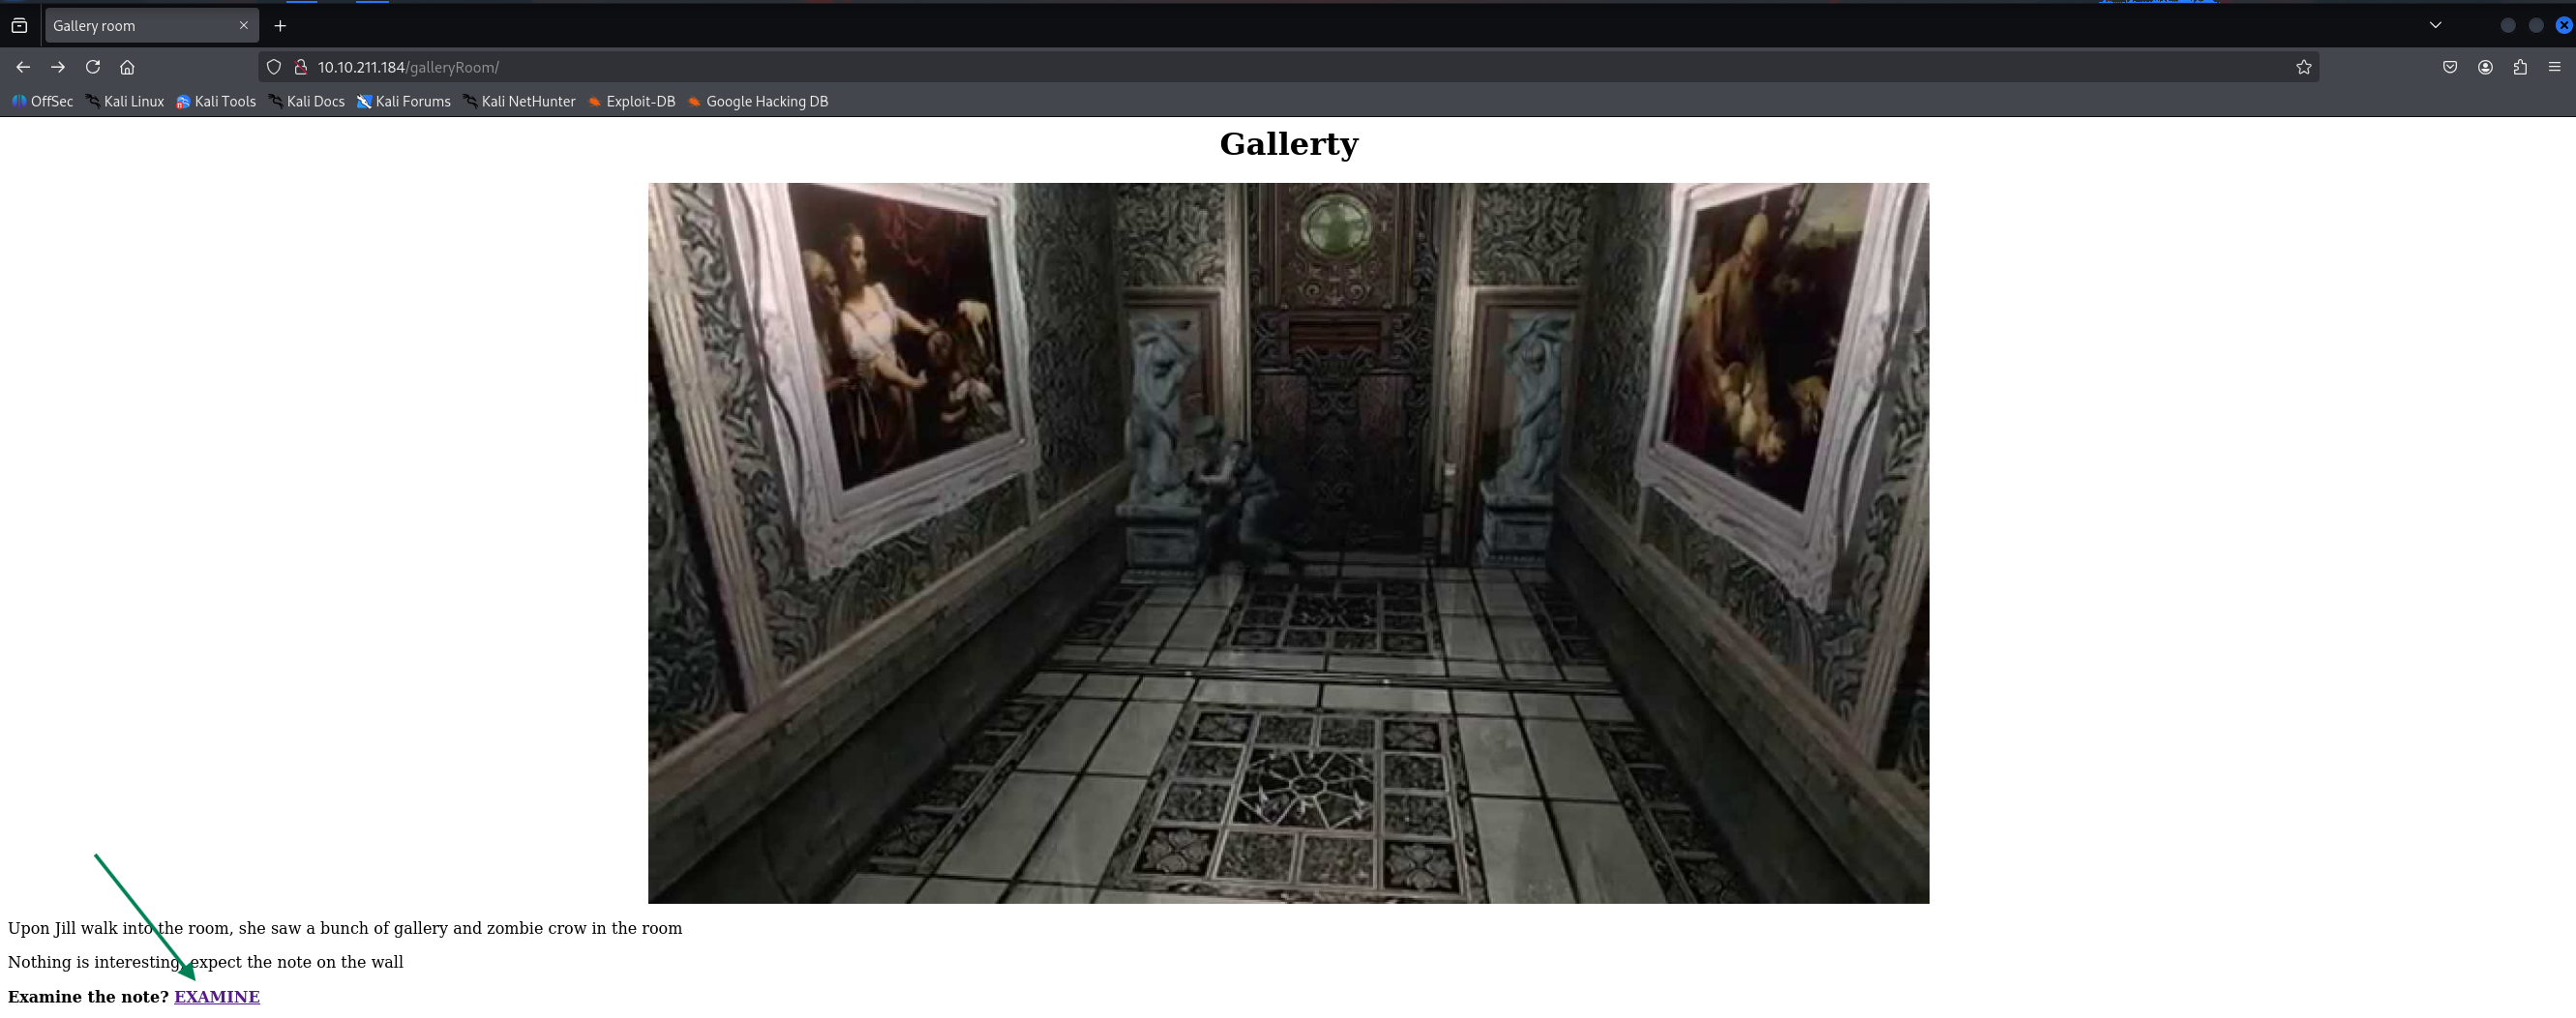 Gallery room
10.10.211.184/galleryRoom/
OffSec Kali Linux Kali Tools Kali Docs Kali Forums Kali NetHunter Exploit-DB Google Hacking DB
Gallerty
Upon Jill walk into the room, she saw a bunch of gallery and zombie crow in the room
Nothing is interesting, expect the note on the wall
Examine the note? EXAMINE